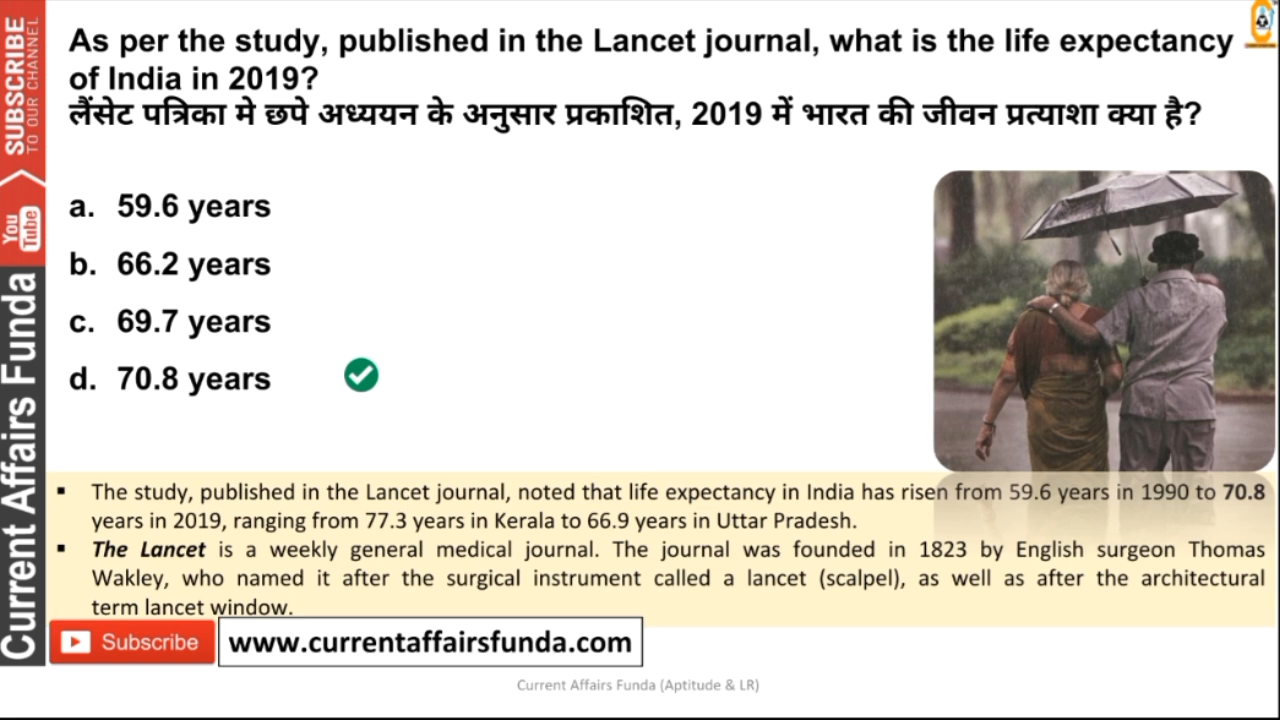 As per the study, published in the Lancet journal, what is the life expectancy
of India in 2019?
लैंसेट पत्रिका मे छपे अध्ययन के अनुसार प्रकाशित, 2019 में भारत की जीवन प्रत्याशा क्या है?
a. 59.6 years
b. 66.2 years
c. 69.7 years
d. 70.8 years
▪ The study, published in the Lancet journal, noted that life expectancy in India has risen from 59.6 years in 1990 to 70.8
years in 2019, ranging from 77.3 years in Kerala to 66.9 years in Uttar Pradesh.
▪ The Lancet is a weekly general medical journal. The journal was founded in 1823 by English surgeon Thomas
Wakley, who named it after the surgical instrument called a lancet (scalpel), as well as after the architectural
term lancet window.
Subscribe
www.currentaffairsfunda.com
Current Affairs Funda (Aptitude & LR)
SUBSCRIBE
TO OUR CHANNEL
You
Tube
Current Affairs Funda